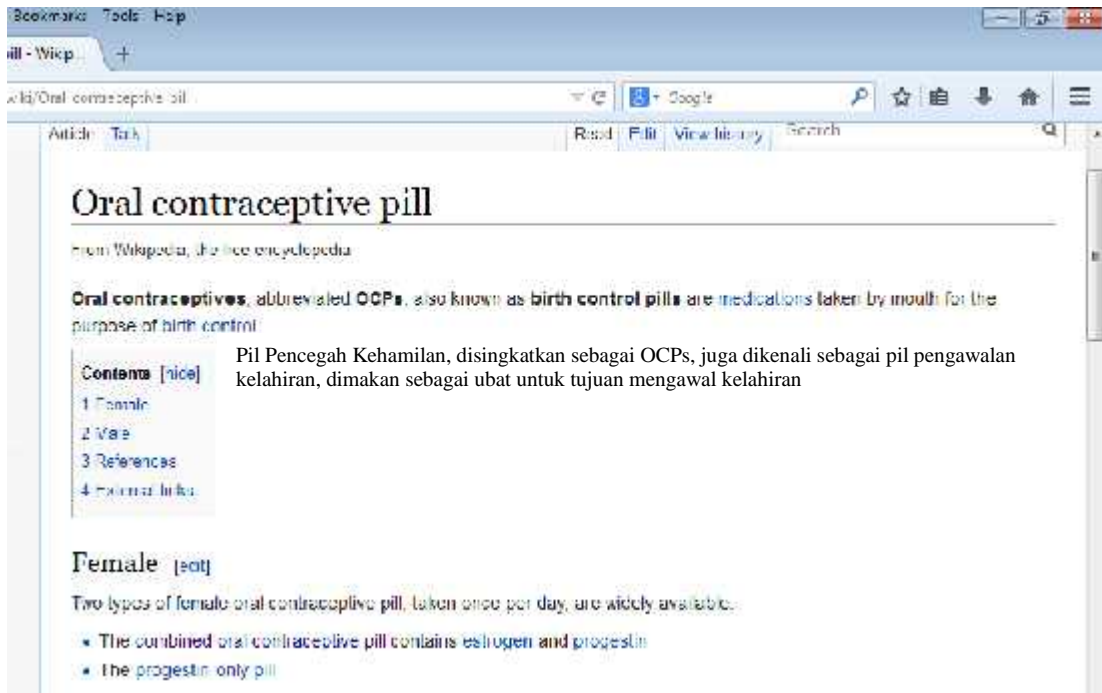 Bookmarks Tools Help
pill - Wikip... +
wiki/Oral_contraceptive_pill
Google
Article Talk
Read Edit View history Search
Oral contraceptive pill
From Wikipedia, the free encyclopedia
Oral contraceptives, abbreviated OCPs, also known as birth control pills are medications taken by mouth for the
purpose of birth control
Pil Pencegah Kehamilan, disingkatkan sebagai OCPs, juga dikenali sebagai pil pengawalan
kelahiran, dimakan sebagai ubat untuk tujuan mengawal kelahiran
Contents [hide]
1 Female
2 Male
3 References
4 External links
Female [edit]
Two types of female oral contraceptive pill, taken once per day, are widely available:
• The combined oral contraceptive pill contains estrogen and progestin
• The progestin only pill